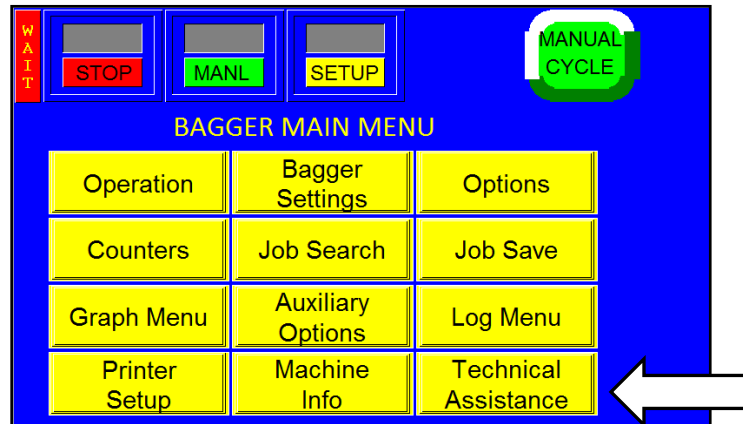 WAIT
STOP
MANL
SETUP
MANUAL
CYCLE
BAGGER MAIN MENU
Operation
Bagger
Settings
Options
Counters
Job Search
Job Save
Graph Menu
Auxiliary
Options
Log Menu
Printer
Setup
Machine
Info
Technical
Assistance